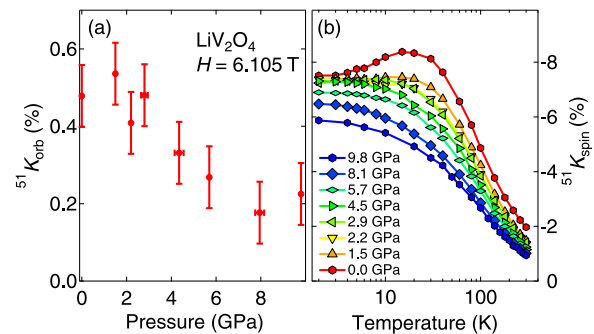 (a)
LiV₂O₄
H = 6.105 T
0.6
0.4
0.2
0.0
⁵¹K_orb (%)
0
2
4
6
8
Pressure (GPa)
(b)
-8
-6
-4
-2
0
⁵¹K_spin (%)
9.8 GPa
8.1 GPa
5.7 GPa
4.5 GPa
2.9 GPa
2.2 GPa
1.5 GPa
0.0 GPa
10
100
Temperature (K)